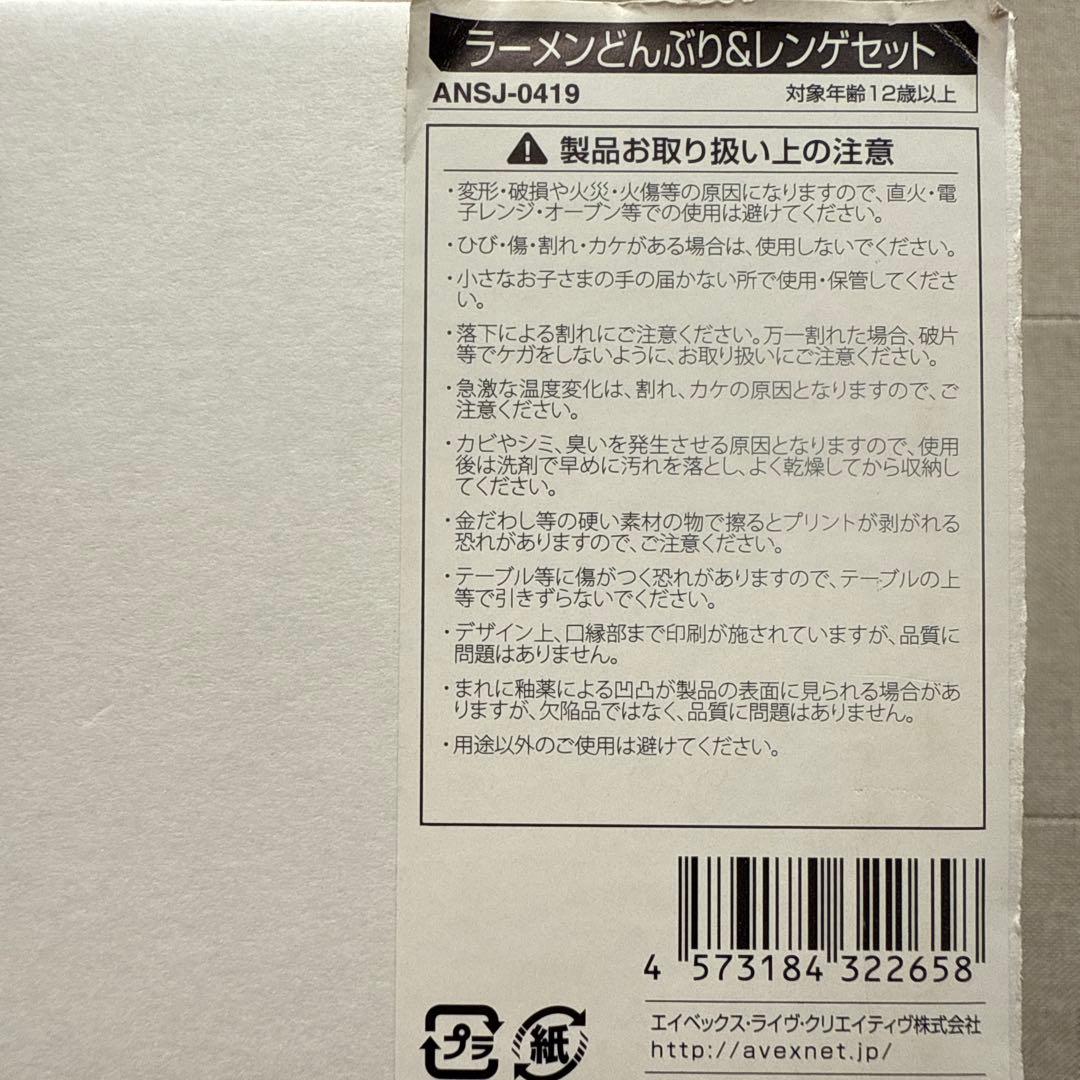 ラーメンどんぶり&レンゲセット
ANSJ-0419 対象年齢12歳以上
製品お取り扱い上の注意
・変形・破損や火災・火傷等の原因になりますので、直火・電
子レンジ・オーブン等での使用は避けてください。
・ひび・傷・割れ・カケがある場合は、使用しないでください。
・小さなお子さまの手の届かない所で使用・保管してくださ
い。
・落下による割れにご注意ください。万一割れた場合、破片
等でケガをしないように、お取り扱いにご注意ください。
・急激な温度変化は、割れ、カケの原因となりますので、ご
注意ください。
・カビやシミ、臭いを発生させる原因となりますので、使用
後は洗剤で早めに汚れを落とし、よく乾燥してから収納し
てください。
・金だわし等の硬い素材の物で擦るとプリントが剥がれる
恐れがありますので、ご注意ください。
・テーブル等に傷がつく恐れがありますので、テーブルの上
等で引きずらないでください。
・デザイン上、口縁部まで印刷が施されていますが、品質に
問題はありません。
・まれに釉薬による凹凸が製品の表面に見られる場合があ
りますが、欠陥品ではなく、品質に問題はありません。
・用途以外のご使用は避けてください。
4 573184 322658
プラ 紙
エイベックス・ライヴ・クリエイティヴ株式会社
http://avexnet.jp/